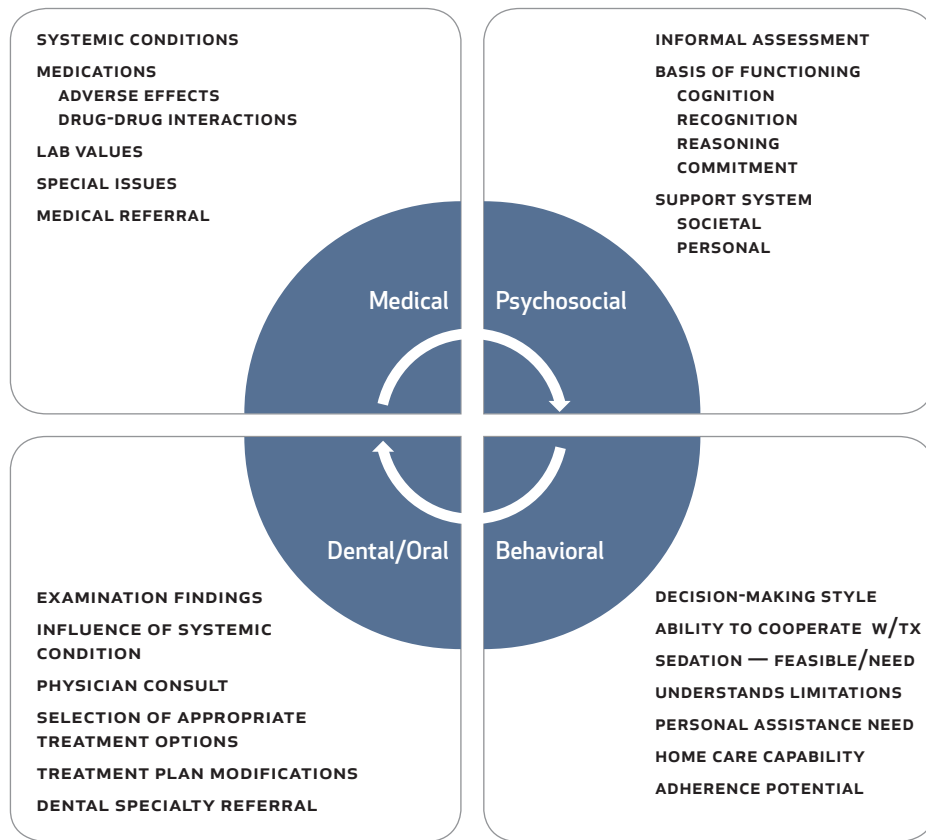 SYSTEMIC CONDITIONS
MEDICATIONS
ADVERSE EFFECTS
DRUG-DRUG INTERACTIONS
LAB VALUES
SPECIAL ISSUES
MEDICAL REFERRAL
Medical
INFORMAL ASSESSMENT
BASIS OF FUNCTIONING
COGNITION
RECOGNITION
REASONING
COMMITMENT
SUPPORT SYSTEM
SOCIETAL
PERSONAL
Psychosocial
Dental/Oral
EXAMINATION FINDINGS
INFLUENCE OF SYSTEMIC
CONDITION
PHYSICIAN CONSULT
SELECTION OF APPROPRIATE
TREATMENT OPTIONS
TREATMENT PLAN MODIFICATIONS
DENTAL SPECIALTY REFERRAL
Behavioral
DECISION-MAKING STYLE
ABILITY TO COOPERATE W/TX
SEDATION — FEASIBLE/NEED
UNDERSTANDS LIMITATIONS
PERSONAL ASSISTANCE NEED
HOME CARE CAPABILITY
ADHERENCE POTENTIAL